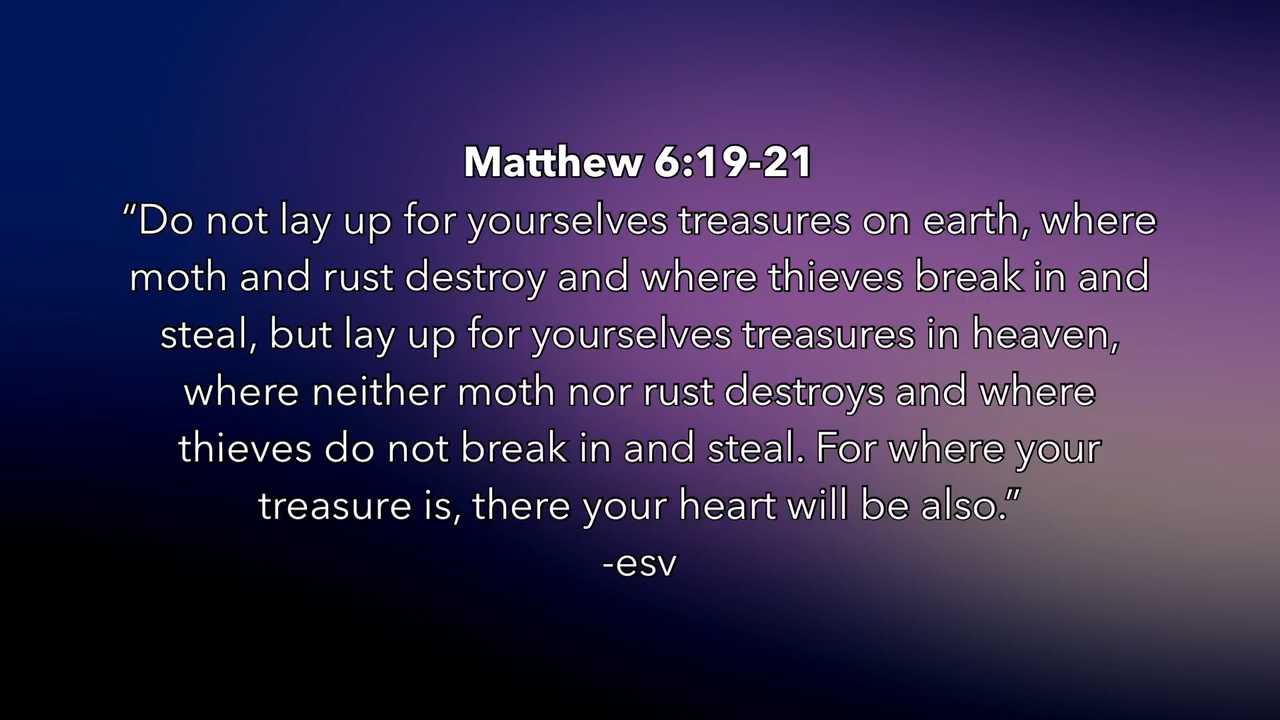 Matthew 6:19-21
“Do not lay up for yourselves treasures on earth, where
moth and rust destroy and where thieves break in and
steal, but lay up for yourselves treasures in heaven,
where neither moth nor rust destroys and where
thieves do not break in and steal. For where your
treasure is, there your heart will be also.”
-esv